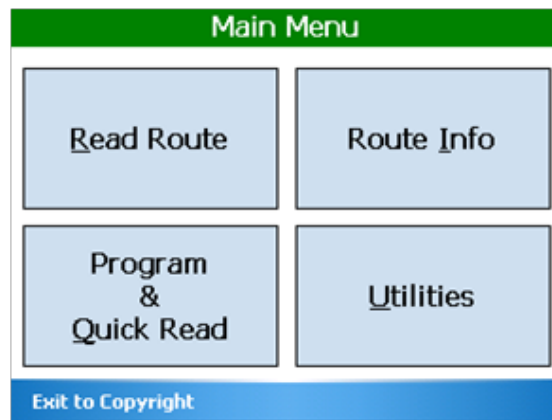 Main Menu
Read Route
Route Info
Program
&
Quick Read
Utilities
Exit to Copyright